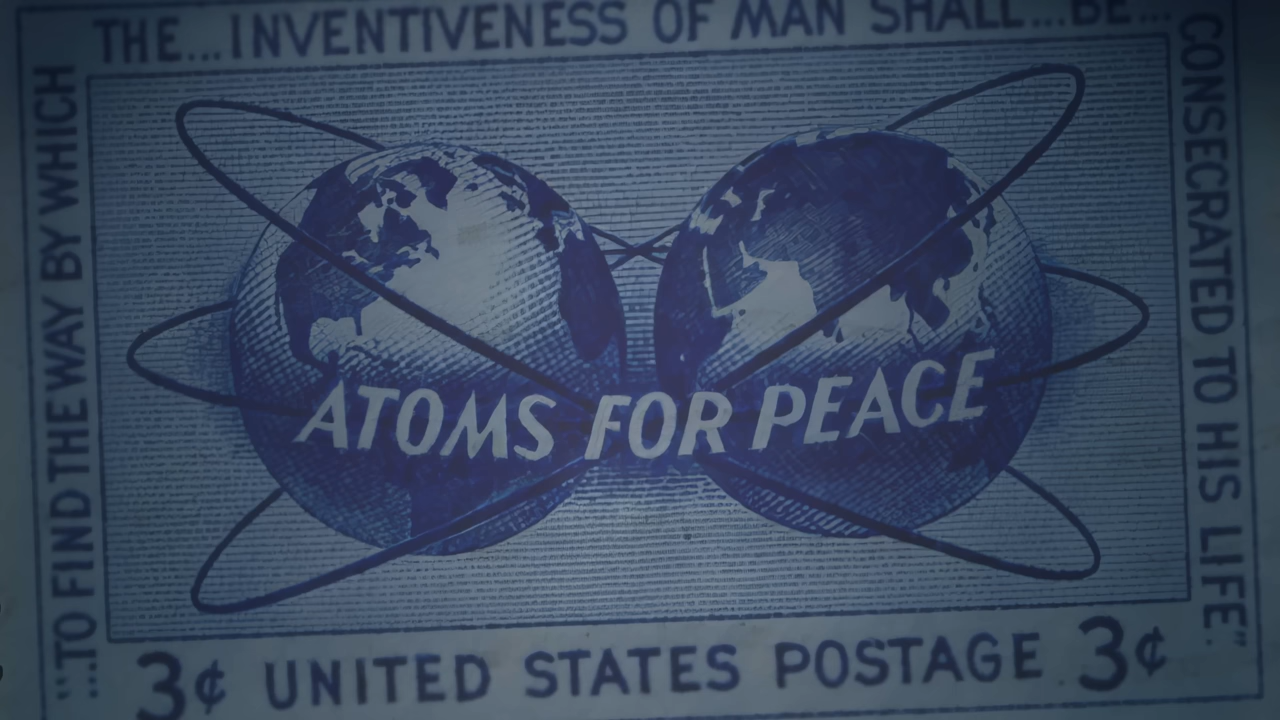 "...TO FIND THE WAY BY WHICH
THE...INVENTIVENESS OF MAN SHALL...BE...
CONSECRATED TO HIS LIFE."
ATOMS FOR PEACE
3¢ UNITED STATES POSTAGE 3¢